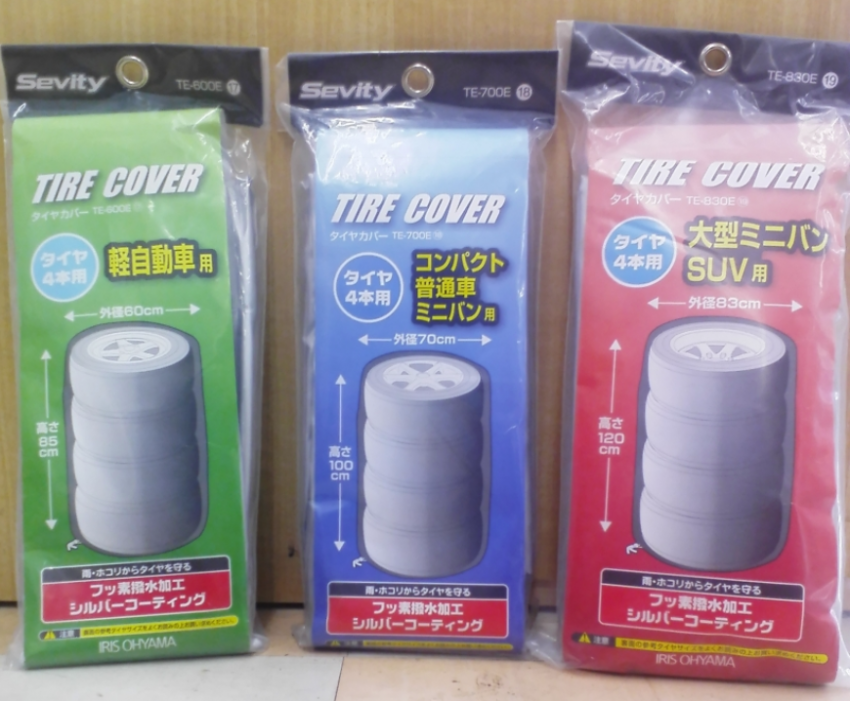 Sevity
TE-600E ⑰
TIRE COVER
タイヤカバー TE-600E
タイヤ
4本用
軽自動車用
外径60cm
高さ
85
cm
雨・ホコリからタイヤを守る
フッ素撥水加工
シルバーコーティング
注意
IRIS OHYAMA
Sevity
TE-700E ⑱
TIRE COVER
タイヤカバー TE-700E
タイヤ
4本用
コンパクト
普通車
ミニバン用
外径70cm
高さ
100
cm
雨・ホコリからタイヤを守る
フッ素撥水加工
シルバーコーティング
注意
Sevity
TE-830E ⑲
TIRE COVER
タイヤカバー TE-830E
タイヤ
4本用
大型ミニバン
SUV用
外径83cm
高さ
120
cm
雨・ホコリからタイヤを守る
フッ素撥水加工
シルバーコーティング
注意
IRIS OHYAMA